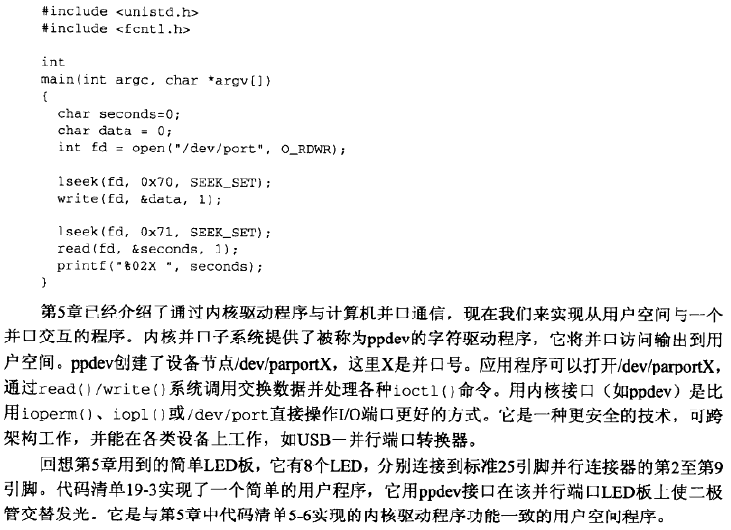 #include <unistd.h>
#include <fcntl.h>
int
main(int argc, char *argv[])
{
char seconds=0;
char data = 0;
int fd = open("/dev/port", O_RDWR);
lseek(fd, 0x70, SEEK_SET);
write(fd, &data, 1);
lseek(fd, 0x71, SEEK_SET);
read(fd, &seconds, 1);
printf("%02X ", seconds);
}
第5章已经介绍了通过内核驱动程序与计算机并口通信，现在我们来实现从用户空间与一个
并口交互的程序。内核并口子系统提供了被称为ppdev的字符驱动程序，它将并口访问输出到用
户空间。ppdev创建了设备节点/dev/parportX，这里X是并口号。应用程序可以打开/dev/parportX，
通过read()/write()系统调用交换数据并处理各种ioctl()命令。用内核接口（如ppdev）是比
用ioperm()、iopl()或/dev/port直接操作I/O端口更好的方式。它是一种更安全的技术，可跨
架构工作，并能在各类设备上工作，如USB—并行端口转换器。
回想第5章用到的简单LED板，它有8个LED，分别连接到标准25引脚并行连接器的第2至第9
引脚。代码清单19-3实现了一个简单的用户程序，它用ppdev接口在该并行端口LED板上使二极
管交替发光。它是与第5章中代码清单5-6实现的内核驱动程序功能一致的用户空间程序。